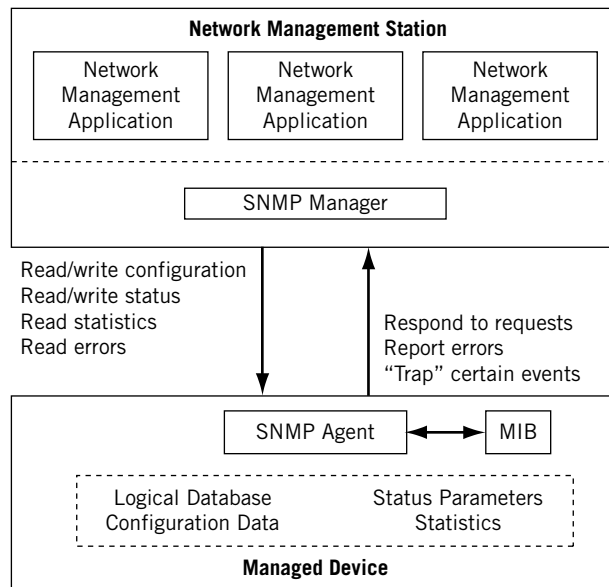 Network Management Station
Network
Management
Application
Network
Management
Application
Network
Management
Application
SNMP Manager
Read/write configuration
Read/write status
Read statistics
Read errors
Respond to requests
Report errors
“Trap” certain events
SNMP Agent
MIB
Logical Database
Configuration Data
Status Parameters
Statistics
Managed Device